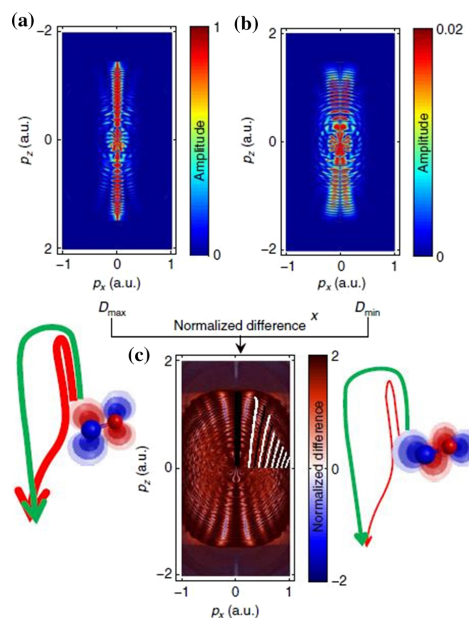 (a)
(b)
−2
0
2
p_z (a.u.)
−1
0
1
p_x (a.u.)
1
0
Amplitude
2
0
−2
p_z (a.u.)
−1
0
1
p_x (a.u.)
0.02
0
Amplitude
D_max
Normalized difference
x
D_min
(c)
2
0
−2
p_z (a.u.)
−1
0
1
p_x (a.u.)
2
0
−2
Normalized difference